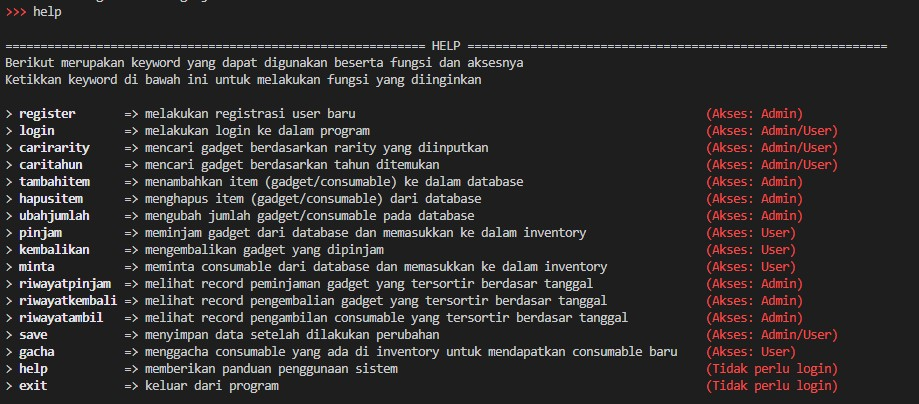 >>> help
============================================================ HELP ============================================================
Berikut merupakan keyword yang dapat digunakan beserta fungsi dan aksesnya
Ketikkan keyword di bawah ini untuk melakukan fungsi yang diinginkan
> register => melakukan registrasi user baru (Akses: Admin)
> login => melakukan login ke dalam program (Akses: Admin/User)
> carirarity => mencari gadget berdasarkan rarity yang diinputkan (Akses: Admin/User)
> caritahun => mencari gadget berdasarkan tahun ditemukan (Akses: Admin/User)
> tambahitem => menambahkan item (gadget/consumable) ke dalam database (Akses: Admin)
> hapusitem => menghapus item (gadget/consumable) dari database (Akses: Admin)
> ubahjumlah => mengubah jumlah gadget/consumable pada database (Akses: Admin)
> pinjam => meminjam gadget dari database dan memasukkan ke dalam inventory (Akses: User)
> kembalikan => mengembalikan gadget yang dipinjam (Akses: User)
> minta => meminta consumable dari database dan memasukkan ke dalam inventory (Akses: User)
> riwayatpinjam => melihat record peminjaman gadget yang tersortir berdasar tanggal (Akses: Admin)
> riwayatkembali => melihat record pengembalian gadget yang tersortir berdasar tanggal (Akses: Admin)
> riwayatambil => melihat record pengambilan consumable yang tersortir berdasar tanggal (Akses: Admin)
> save => menyimpan data setelah dilakukan perubahan (Akses: Admin/User)
> gacha => menggacha consumable yang ada di inventory untuk mendapatkan consumable baru (Akses: User)
> help => memberikan panduan penggunaan sistem (Tidak perlu login)
> exit => keluar dari program (Tidak perlu login)